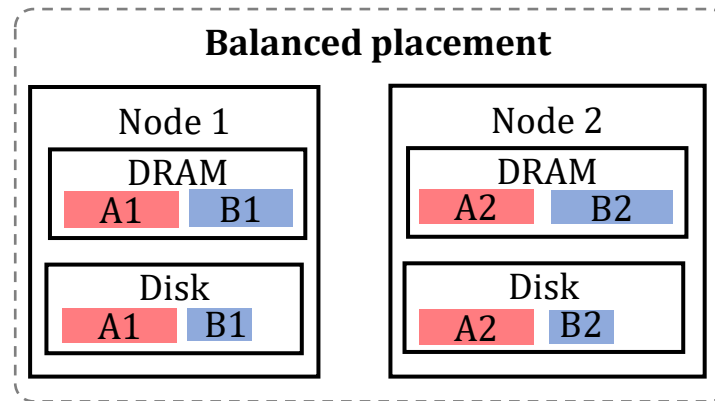 Balanced placement
Node 1
DRAM
A1 B1
Disk
A1 B1
Node 2
DRAM
A2 B2
Disk
A2 B2